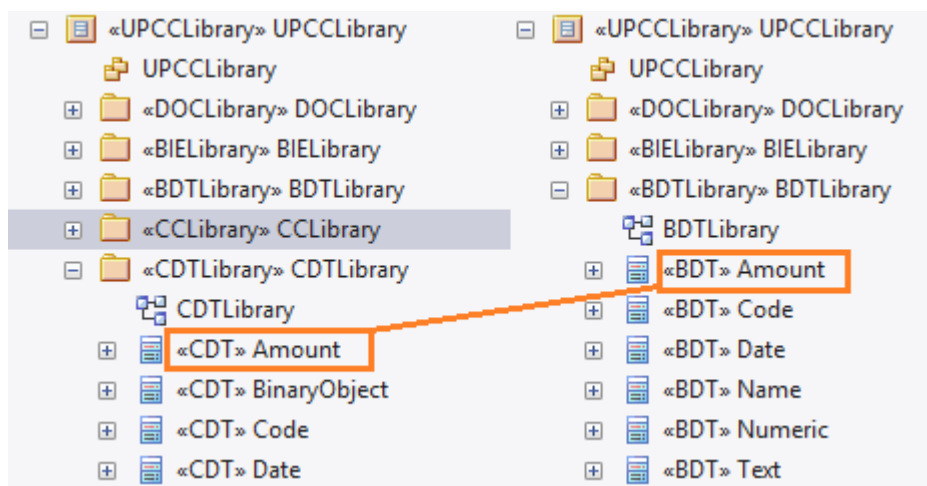 «UPCCLibrary» UPCCLibrary
UPCCLibrary
«DOCLibrary» DOCLibrary
«BIELibrary» BIELibrary
«BDTLibrary» BDTLibrary
«CCLibrary» CCLibrary
«CDTLibrary» CDTLibrary
CDTLibrary
«CDT» Amount
«CDT» BinaryObject
«CDT» Code
«CDT» Date
«UPCCLibrary» UPCCLibrary
UPCCLibrary
«DOCLibrary» DOCLibrary
«BIELibrary» BIELibrary
«BDTLibrary» BDTLibrary
BDTLibrary
«BDT» Amount
«BDT» Code
«BDT» Date
«BDT» Name
«BDT» Numeric
«BDT» Text